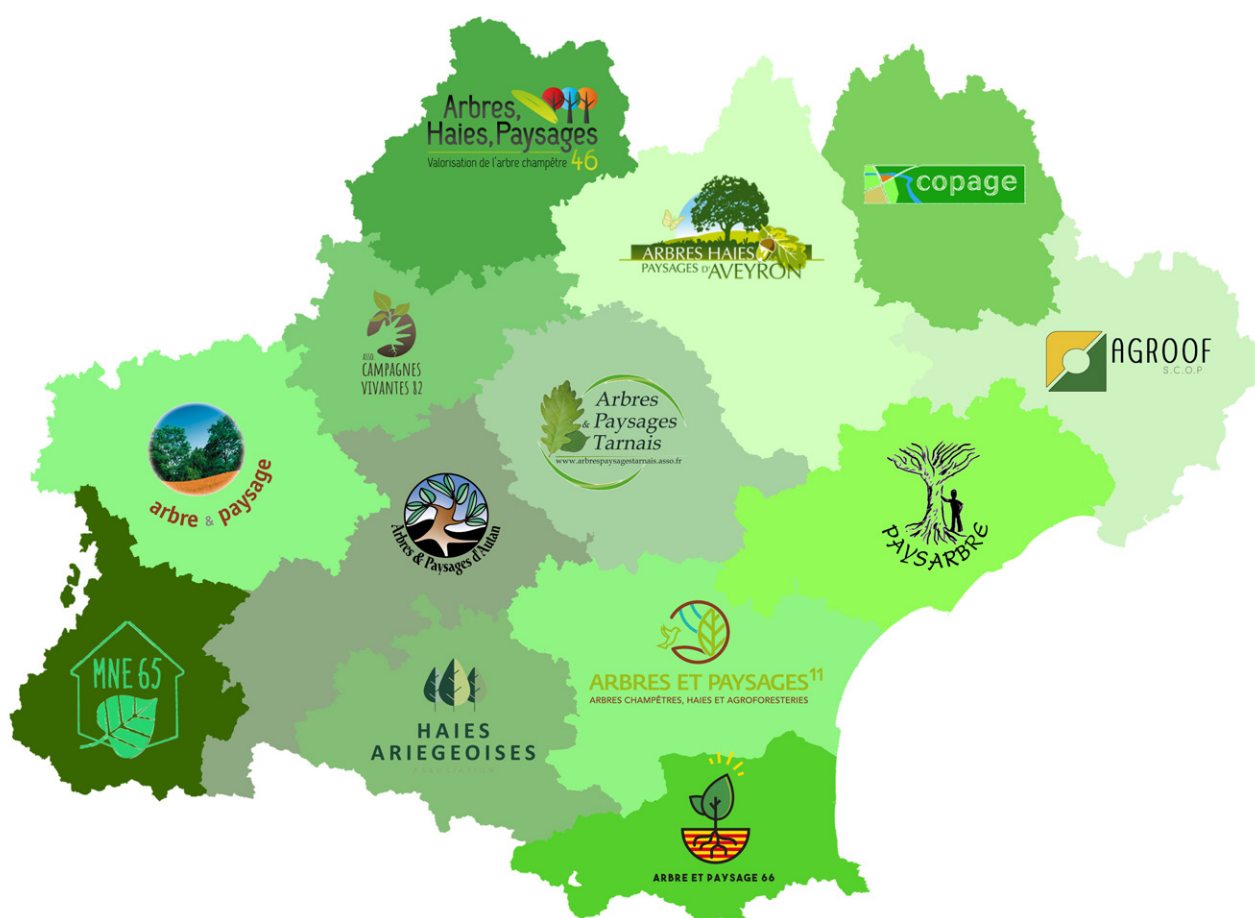 Arbres,
Haies, Paysages
Valorisation de l'arbre champêtre 46
copage
ARBRES HAIES
PAYSAGES D'AVEYRON
AGROOF
S.C.O.P
ASSO.
CAMPAGNES
VIVANTES 82
Arbres
& Paysages
Tarnais
www.arbrespaysagestarnais.asso.fr
arbre & paysage
Arbres & Paysages d'Autan
PAYSARBRE
MNE 65
HAIES
ARIEGEOISES
ASSOCIATION
ARBRES ET PAYSAGES 11
ARBRES CHAMPÊTRES, HAIES ET AGROFORESTERIES
ARBRE ET PAYSAGE 66